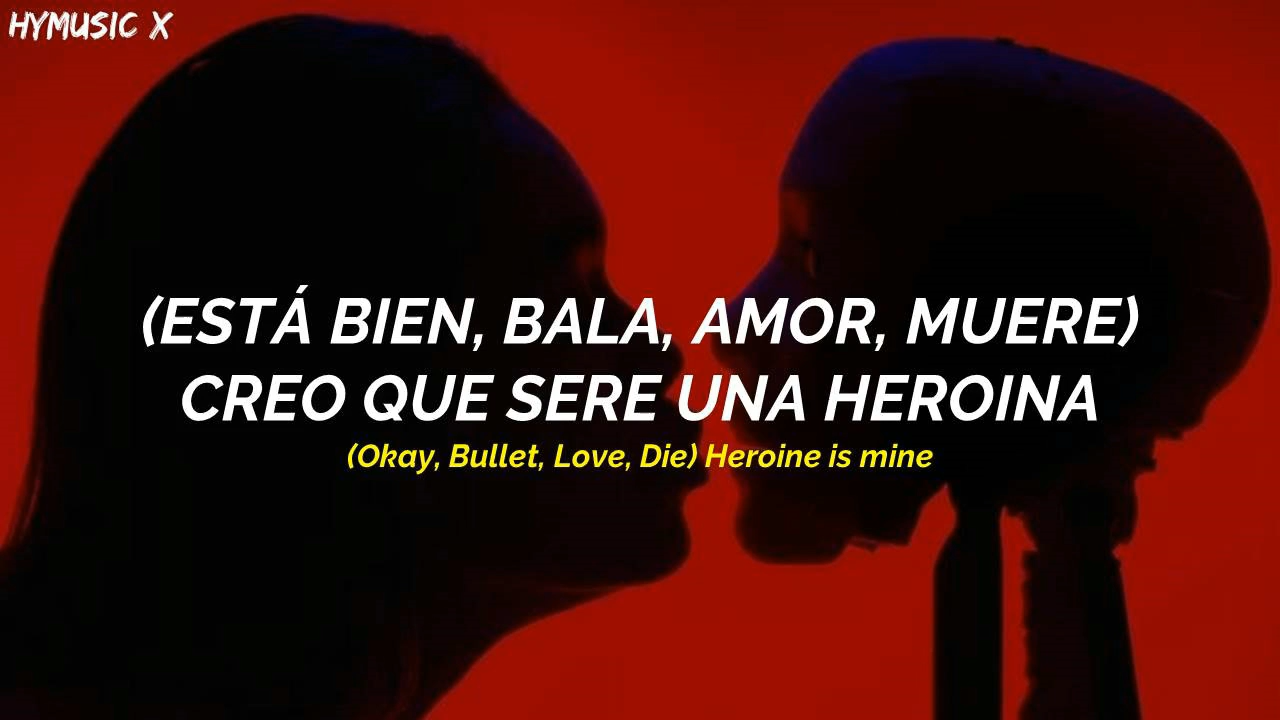 HYMUSIC X
(ESTÁ BIEN, BALA, AMOR, MUERE)
CREO QUE SERE UNA HEROINA
(Okay, Bullet, Love, Die) Heroine is mine